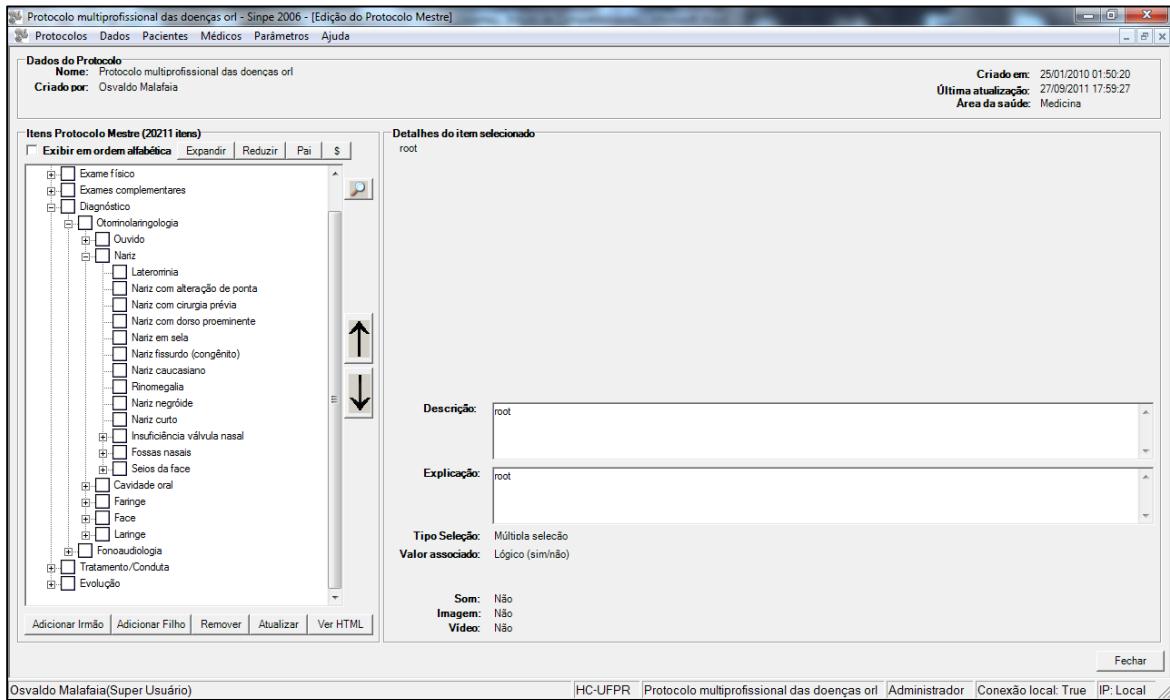 Protocolo multiprofissional das doenças orl - Sinpe 2006 - [Edição do Protocolo Mestre]
Protocolos Dados Pacientes Médicos Parâmetros Ajuda
Dados do Protocolo
Nome: Protocolo multiprofissional das doenças orl
Criado por: Osvaldo Malafaia
Criado em: 25/01/2010 01:50:20
Última atualização: 27/09/2011 17:59:27
Área da saúde: Medicina
Itens Protocolo Mestre (20211 itens)
Exibir em ordem alfabética Expandir Reduzir Pai $
Exame físico
Exames complementares
Diagnóstico
Otorrinolaringologia
Ouvido
Nariz
Laterorrinia
Nariz com alteração de ponta
Nariz com cirurgia prévia
Nariz com dorso proeminente
Nariz em sela
Nariz fissurdo (congênito)
Nariz caucasiano
Rinomegalia
Nariz negróide
Nariz curto
Insuficiência válvula nasal
Fossas nasais
Seios da face
Cavidade oral
Faringe
Face
Laringe
Fonoaudiologia
Tratamento/Conduta
Evolução
Adicionar Irmão Adicionar Filho Remover Atualizar Ver HTML
Detalhes do item selecionado
root
Descrição: root
Explicação: root
Tipo Seleção: Múltipla seleção
Valor associado: Lógico (sim/não)
Som: Não
Imagem: Não
Vídeo: Não
Fechar
Osvaldo Malafaia(Super Usuário) HC-UFPR Protocolo multiprofissional das doenças orl Administrador Conexão local: True IP: Local